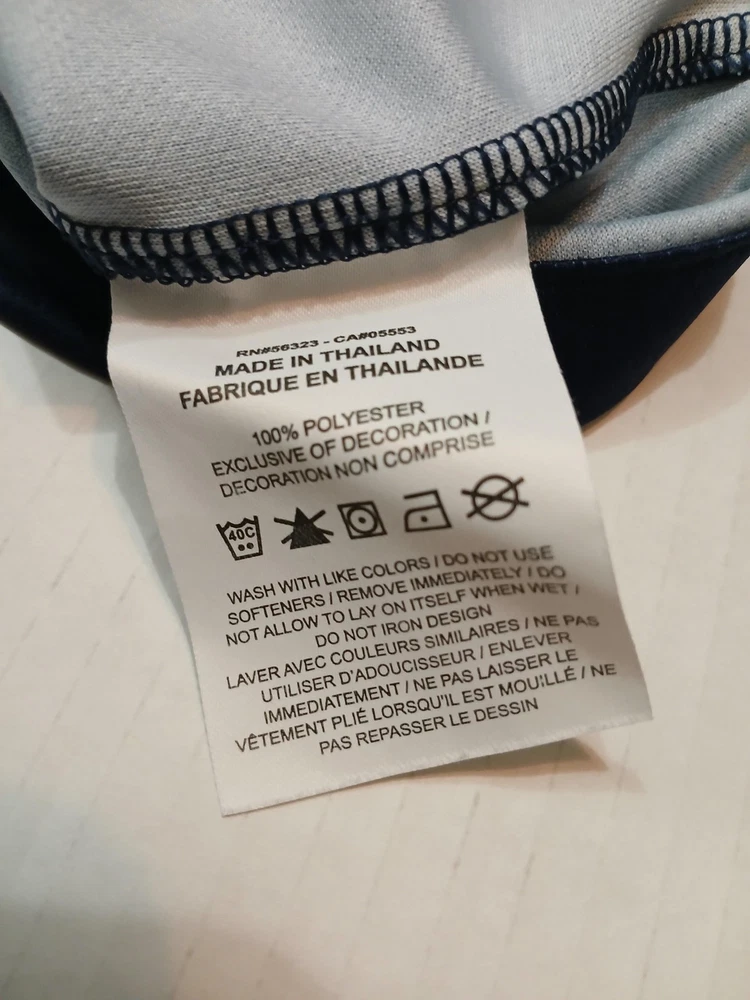 RN#56323 - CA#05553
MADE IN THAILAND
FABRIQUE EN THAILANDE
100% POLYESTER
EXCLUSIVE OF DECORATION /
DECORATION NON COMPRISE
40C
WASH WITH LIKE COLORS / DO NOT USE
SOFTENERS / REMOVE IMMEDIATELY / DO
NOT ALLOW TO LAY ON ITSELF WHEN WET /
DO NOT IRON DESIGN
LAVER AVEC COULEURS SIMILAIRES / NE PAS
UTILISER D'ADOUCISSEUR / ENLEVER
IMMEDIATEMENT / NE PAS LAISSER LE
VÊTEMENT PLIÉ LORSQU'IL EST MOUILLÉ / NE
PAS REPASSER LE DESSIN